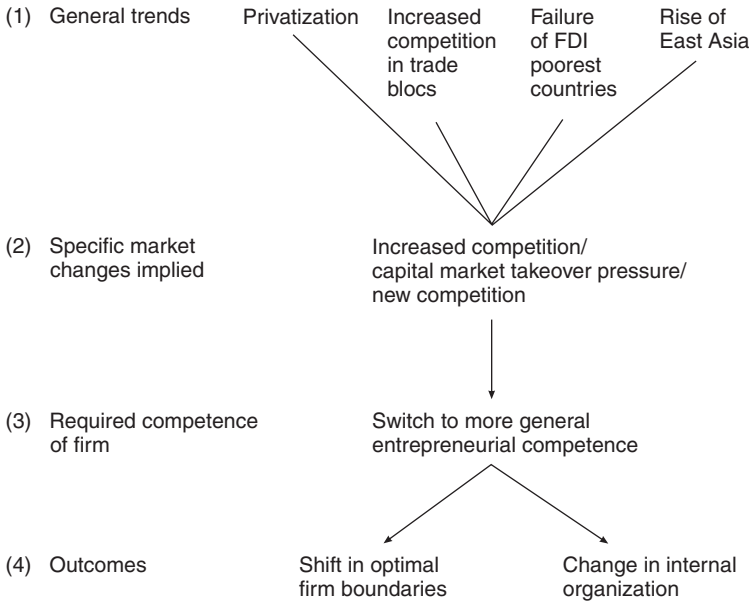 (1) General trends
Privatization
Increased
competition
in trade
blocs
Failure
of FDI
poorest
countries
Rise of
East Asia
(2) Specific market
changes implied
Increased competition/
capital market takeover pressure/
new competition
(3) Required competence
of firm
Switch to more general
entrepreneurial competence
(4) Outcomes
Shift in optimal
firm boundaries
Change in internal
organization